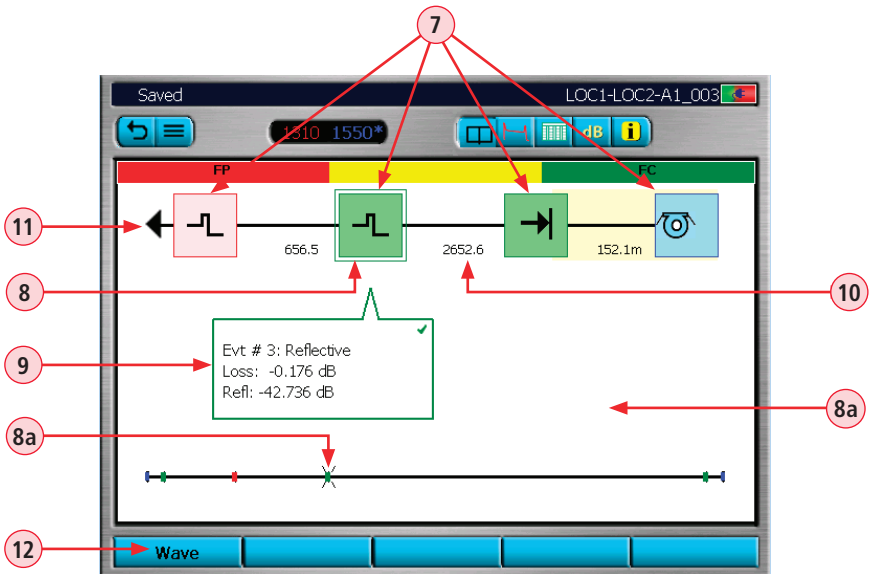 7
Saved LOC1-LOC2-A1_003
1310 1550* dB i
FP FC
11
656.5 2652.6 152.1m
8 10
Evt # 3: Reflective
Loss: -0.176 dB
Refl: -42.736 dB
9
8a
8a
12 Wave